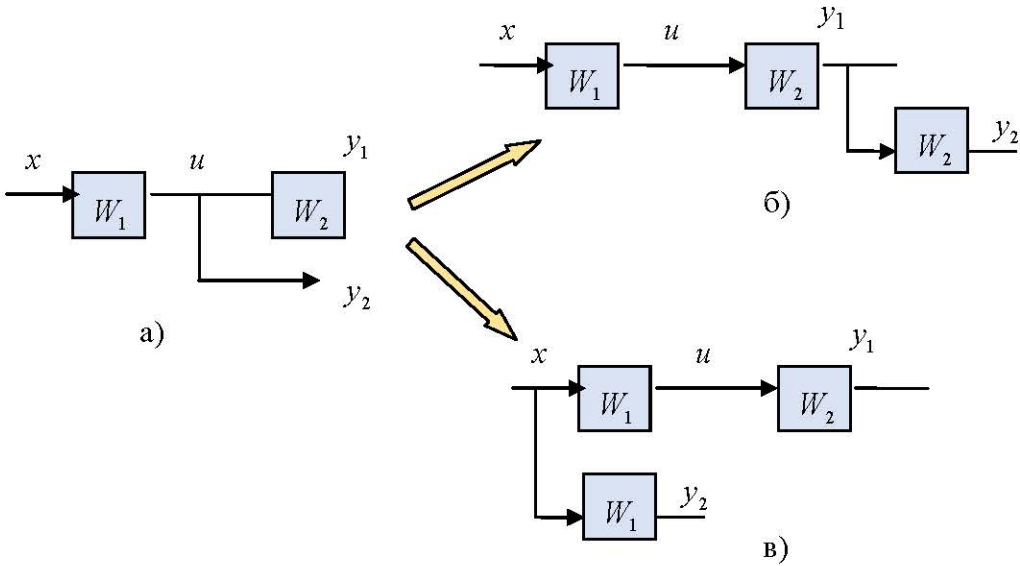 x u y₁
W₁ W₂
y₂
а)
x u y₁
W₁ W₂
W₂ y₂
б)
x u y₁
W₁ W₂
W₁ y₂
в)